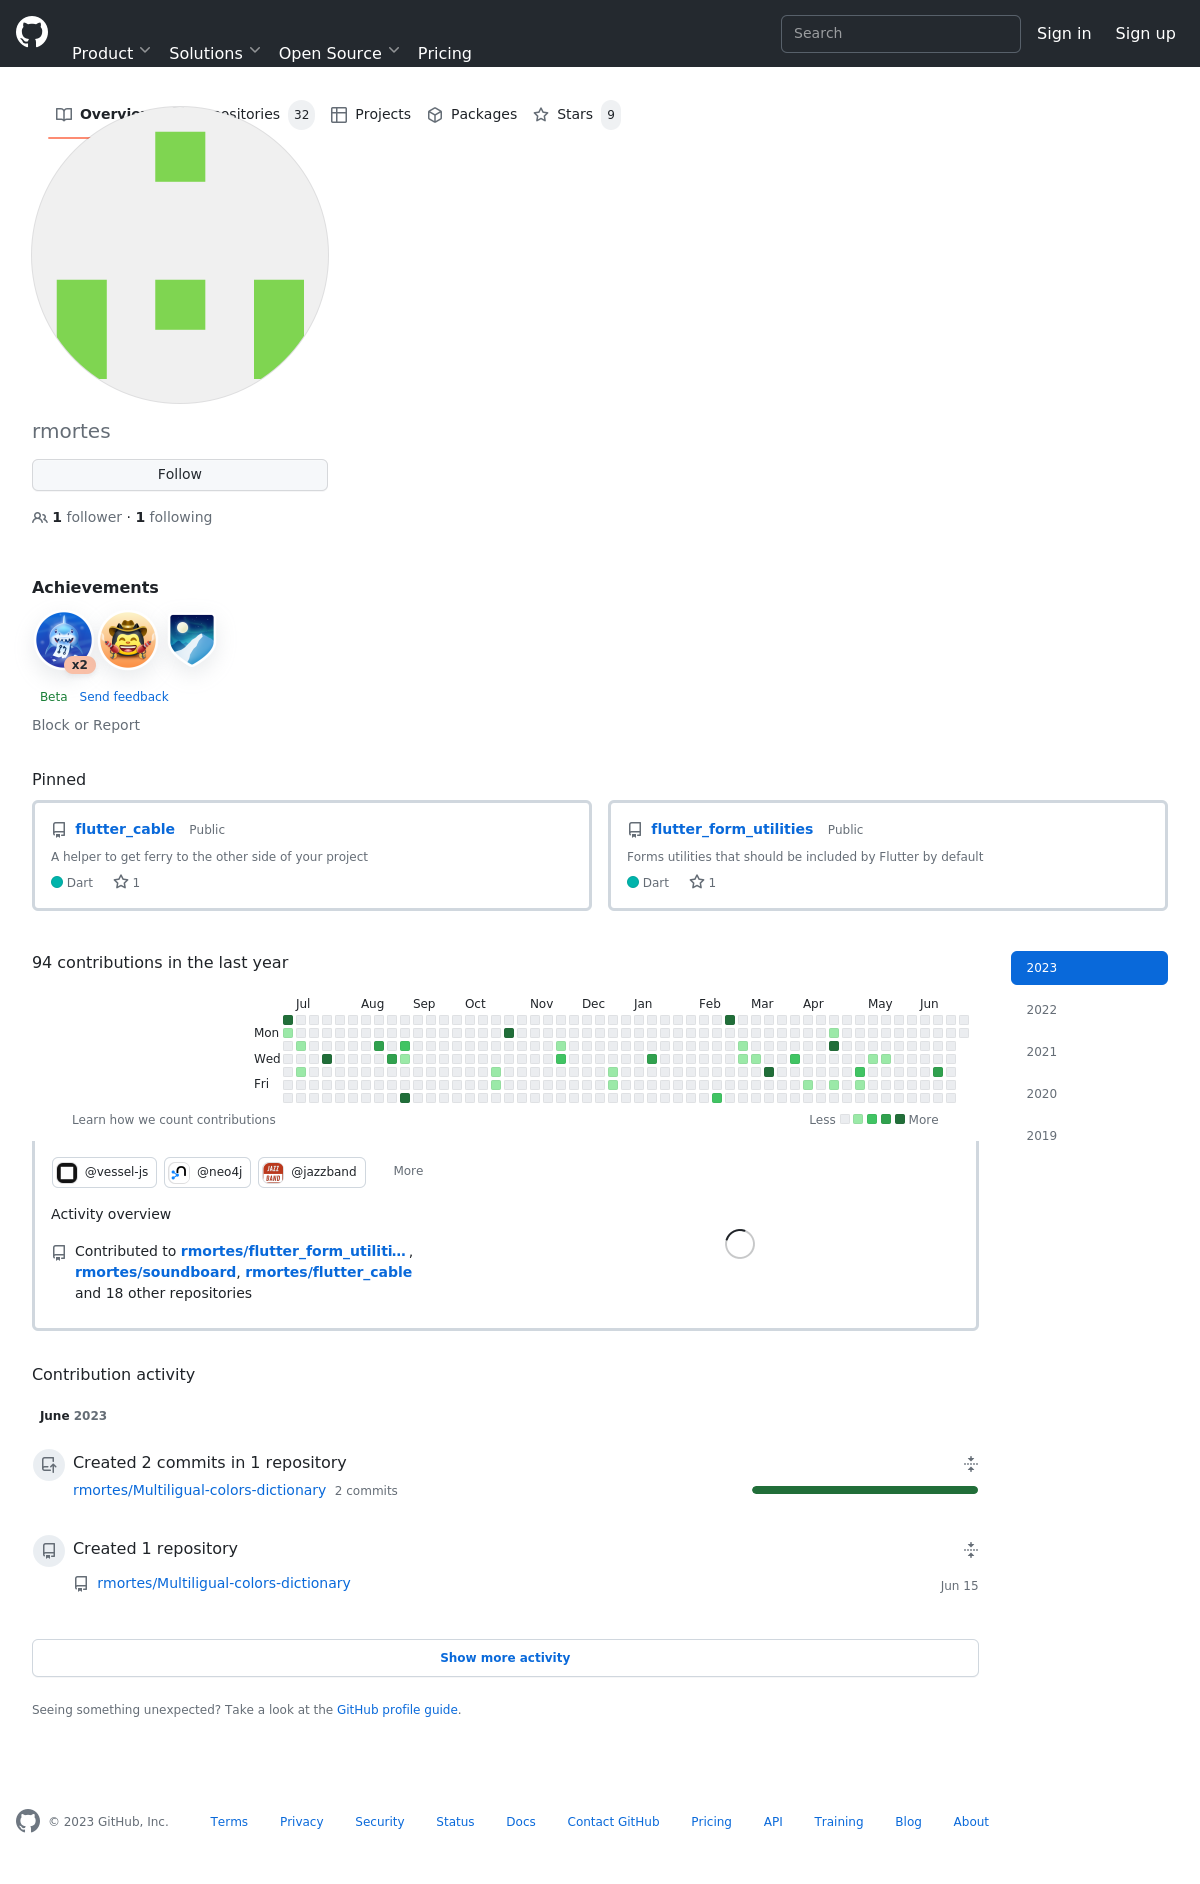 Product Solutions Open Source Pricing Search Sign in Sign up
32 Projects Packages Stars 9
rmortes
Follow
1 follower · 1 following
Achievements
x2
Beta Send feedback
Block or Report
Pinned
flutter_cable Public
A helper to get ferry to the other side of your project
Dart 1
flutter_form_utilities Public
Forms utilities that should be included by Flutter by default
Dart 1
94 contributions in the last year
Jul Aug Sep Oct Nov Dec Jan Feb Mar Apr May Jun
Mon
Wed
Fri
Learn how we count contributions Less More
2023
2022
2021
2020
2019
@vessel-js @neo4j JAZZ BAND @jazzband More
Activity overview
Contributed to rmortes/flutter_form_utiliti… ,
rmortes/soundboard, rmortes/flutter_cable
and 18 other repositories
Contribution activity
June 2023
Created 2 commits in 1 repository
rmortes/Multiligual-colors-dictionary 2 commits
Created 1 repository
rmortes/Multiligual-colors-dictionary Jun 15
Show more activity
Seeing something unexpected? Take a look at the GitHub profile guide.
© 2023 GitHub, Inc. Terms Privacy Security Status Docs Contact GitHub Pricing API Training Blog About